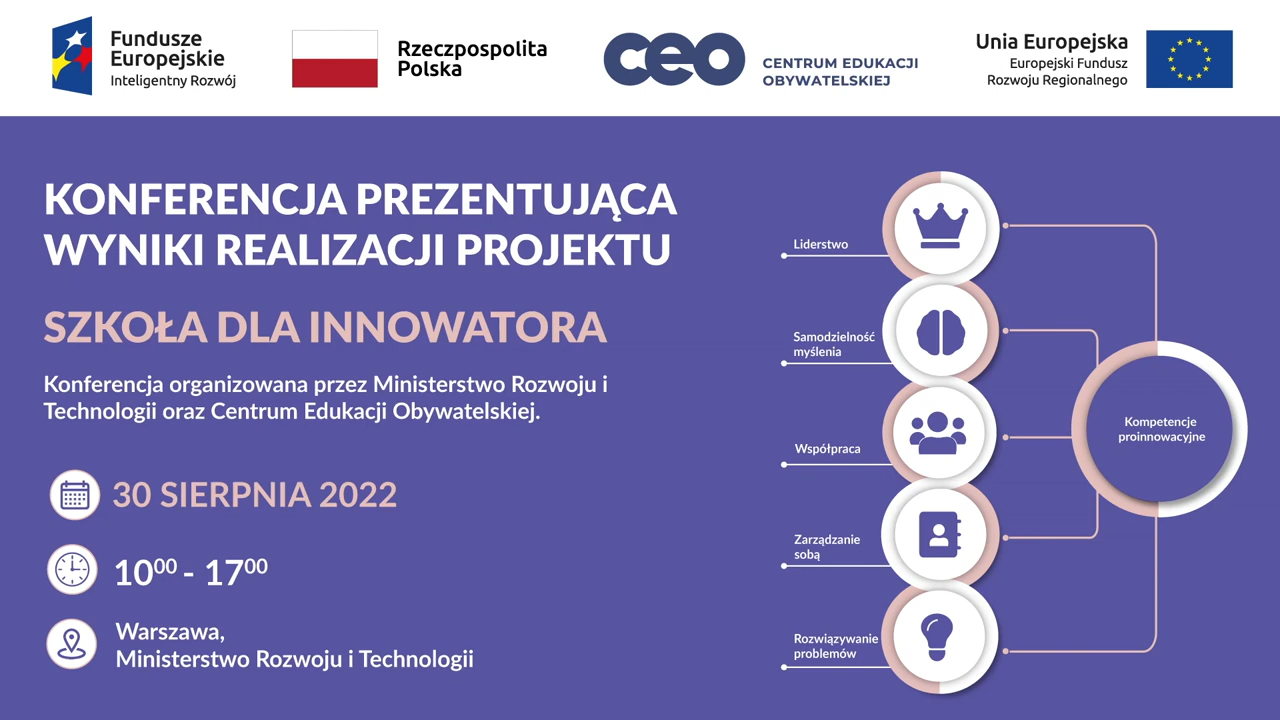 Fundusze
Europejskie
Inteligentny Rozwój
Rzeczpospolita
Polska
ceo
CENTRUM EDUKACJI
OBYWATELSKIEJ
Unia Europejska
Europejski Fundusz
Rozwoju Regionalnego
KONFERENCJA PREZENTUJĄCA
WYNIKI REALIZACJI PROJEKTU
SZKOŁA DLA INNOWATORA
Konferencja organizowana przez Ministerstwo Rozwoju i
Technologii oraz Centrum Edukacji Obywatelskiej.
30 SIERPNIA 2022
10⁰⁰ - 17⁰⁰
Warszawa,
Ministerstwo Rozwoju i Technologii
Liderstwo
Samodzielność
myślenia
Współpraca
Zarządzanie
sobą
Rozwiązywanie
problemów
Kompetencje
proinnowacyjne